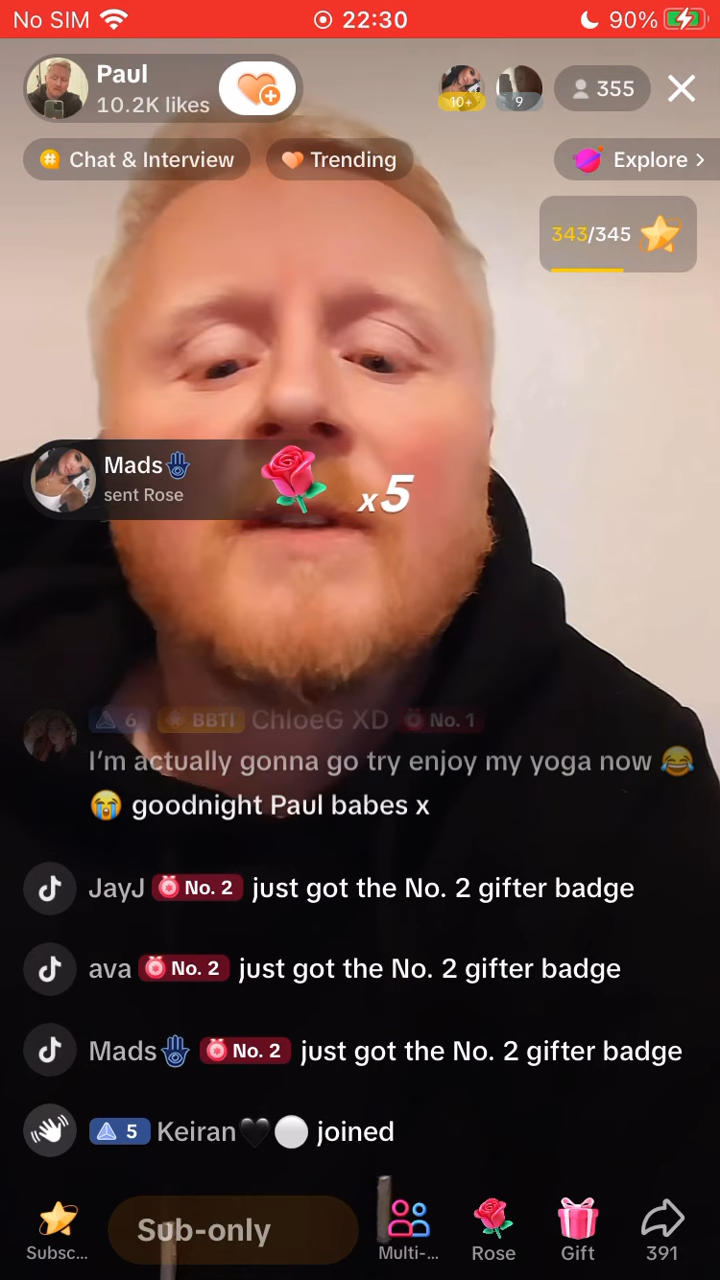 No SIM 22:30 90%
Paul
10.2K likes
10+ 9 355
Chat & Interview Trending Explore >
343/345
Mads🪬
sent Rose x5
6 BBTI ChloeG XD No. 1
I'm actually gonna go try enjoy my yoga now 😂
😭 goodnight Paul babes x
JayJ No. 2 just got the No. 2 gifter badge
ava No. 2 just got the No. 2 gifter badge
Mads🪬 No. 2 just got the No. 2 gifter badge
5 Keiran🖤⚪ joined
Sub-only
Subsc... Multi-... Rose Gift 391